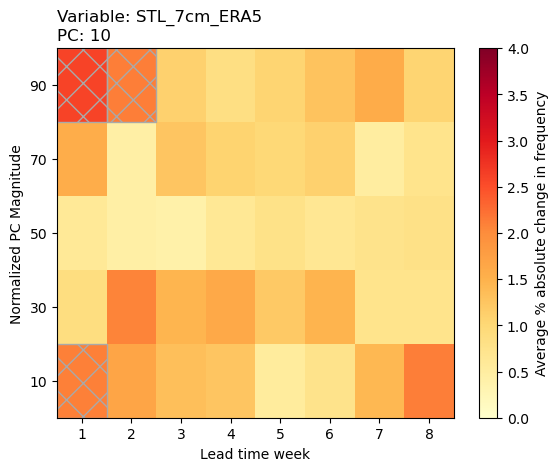 Variable: STL_7cm_ERA5
PC: 10
4.0
3.5
3.0
2.5
2.0
1.5
1.0
0.5
0.0
Average % absolute change in frequency
90
70
50
30
10
Normalized PC Magnitude
1 2 3 4 5 6 7 8
Lead time week